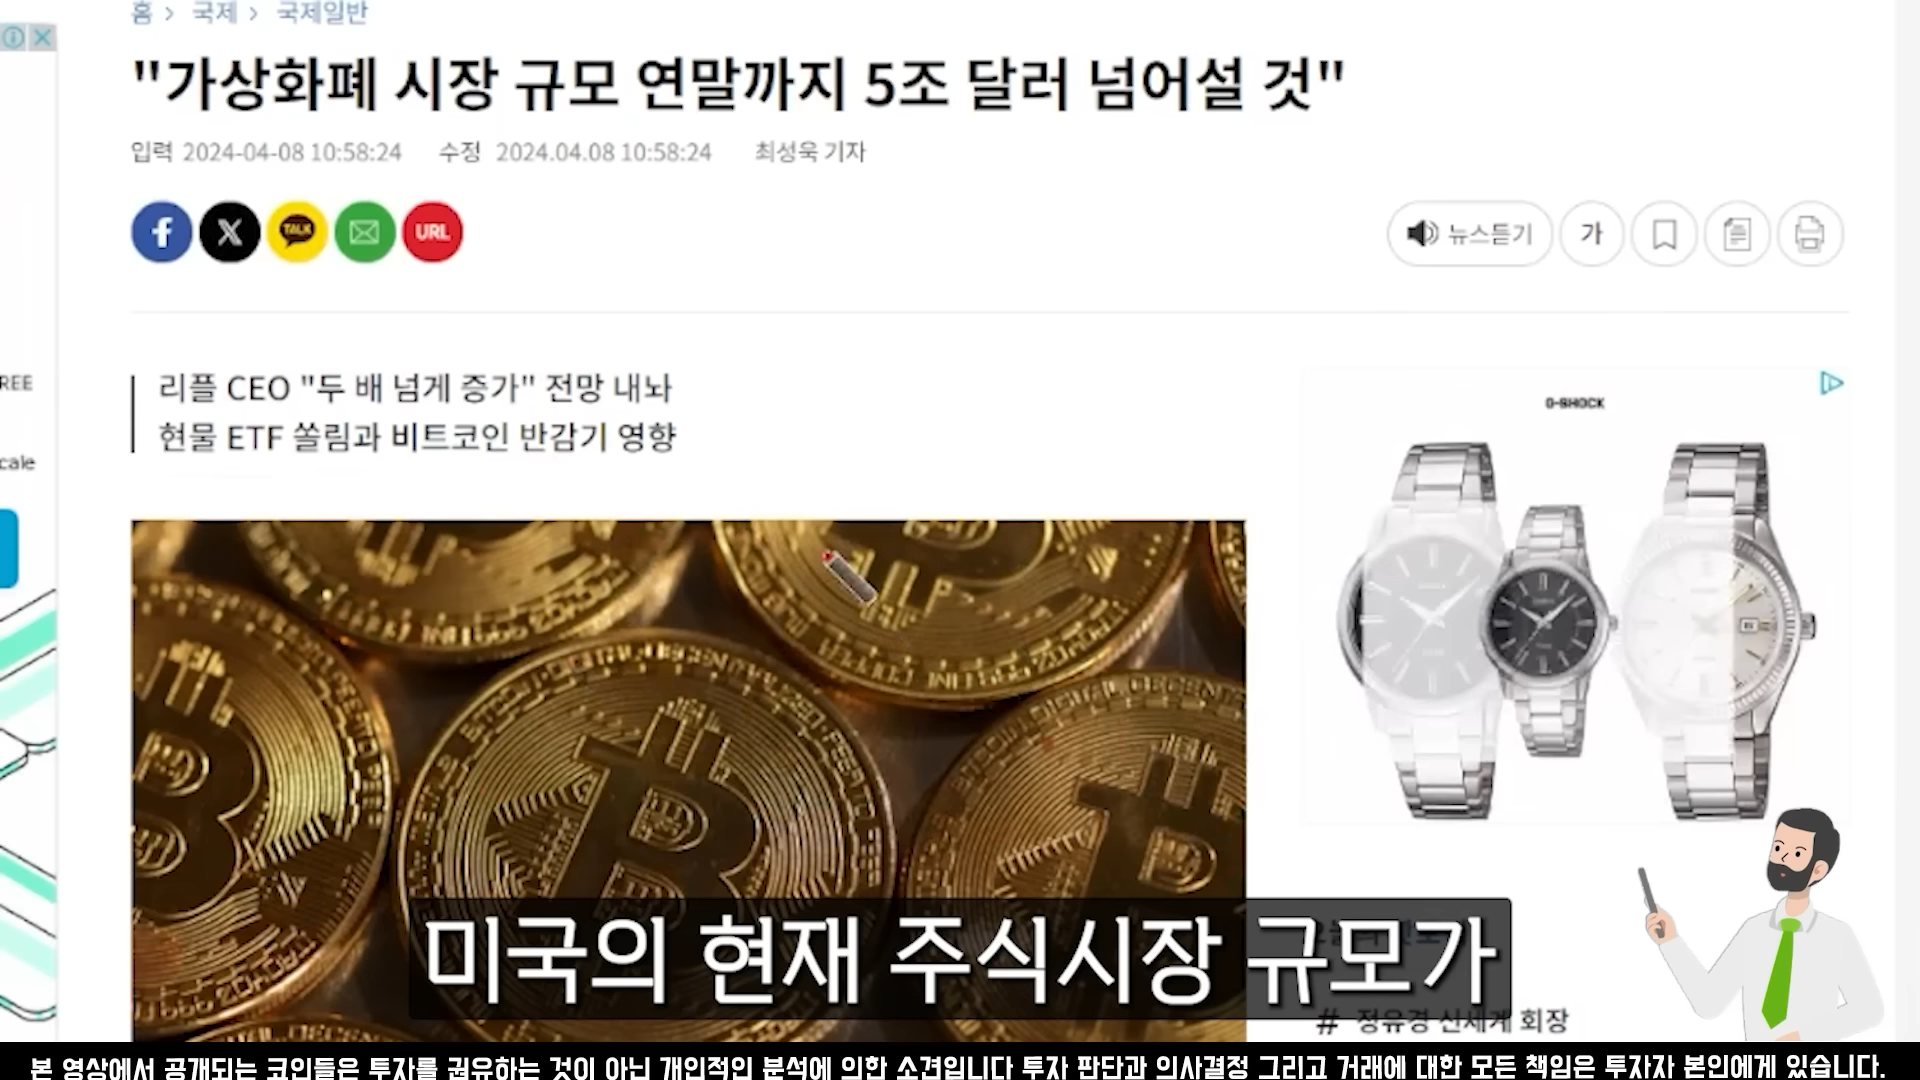 홈 > 국제 > 국제일반
"가상화폐 시장 규모 연말까지 5조 달러 넘어설 것"
입력 2024-04-08 10:58:24 수정 2024.04.08 10:58:24 최성욱 기자
TALK
URL
뉴스듣기
가
REE
cale
리플 CEO "두 배 넘게 증가" 전망 내놔
현물 ETF 쏠림과 비트코인 반감기 영향
G-SHOCK
미국의 현재 주식시장 규모가
# 정유경 신세계 회장
본 영상에서 공개되는 코인들은 투자를 권유하는 것이 아닌 개인적인 분석에 의한 소견입니다 투자 판단과 의사결정 그리고 거래에 대한 모든 책임은 투자자 본인에게 있습니다.